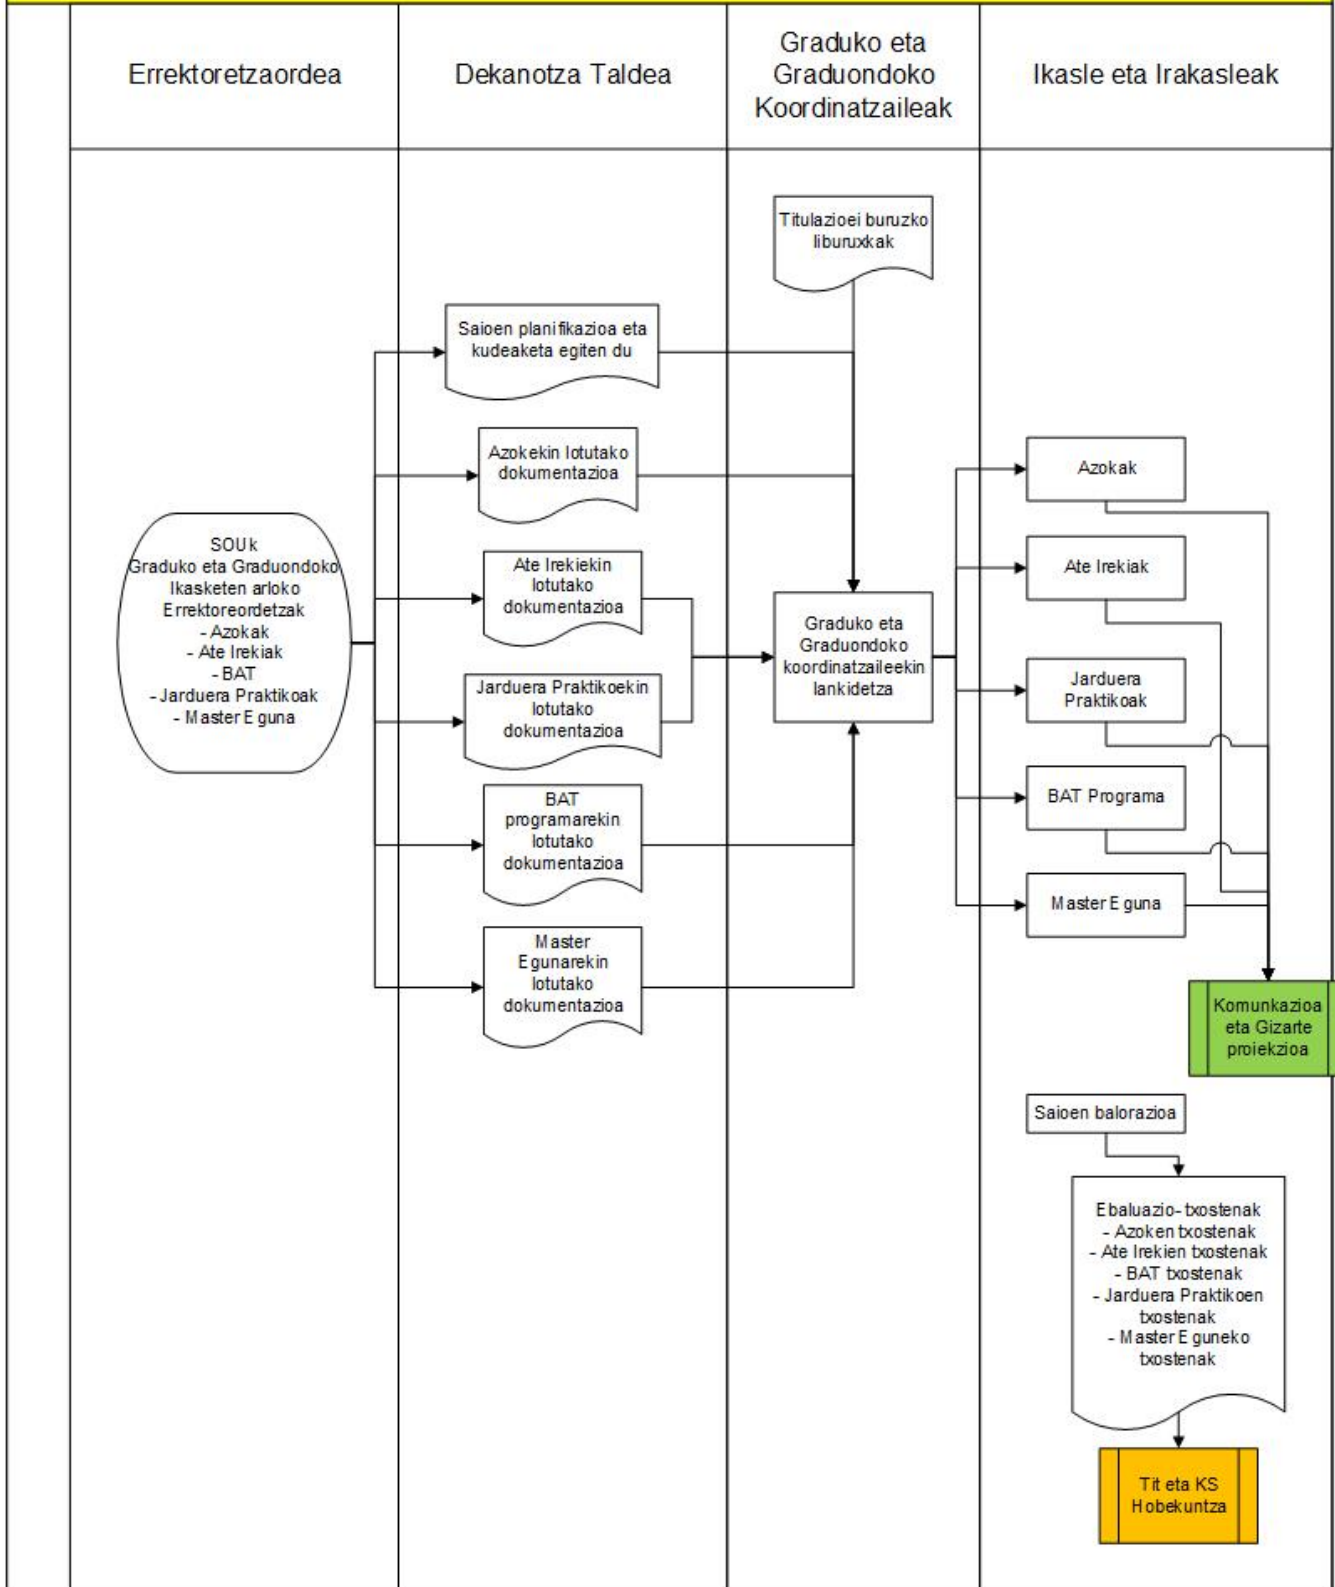 Errektoretzaordea
Dekanotza Taldea
Graduko eta
Graduondoko
Koordinatzaileak
Ikasle eta Irakasleak
Titulazioei buruzko
liburuxkak
Saioen planifikazioa eta
kudeaketa egiten du
Azokekin lotutako
dokumentazioa
Ate Irekiekin
lotutako
dokumentazioa
Jarduera Praktikoekin
lotutako
dokumentazioa
BAT
programarekin
lotutako
dokumentazioa
Master
Egunarekin
lotutako
dokumentazioa
SOUk
Graduko eta Graduondoko
Ikasketen arloko
Errektoreordetzak
- Azokak
- Ate Irekiak
- BAT
- Jarduera Praktikoak
- Master Eguna
Graduko eta
Graduondoko
koordinatzaileekin
lankidetza
Azokak
Ate Irekiak
Jarduera
Praktikoak
BAT Programa
Master Eguna
Komunkazioa
eta Gizarte
proiekzioa
Saioen balorazioa
Ebaluazio-txostenak
- Azoken txostenak
- Ate Irekien txostenak
- BAT txostenak
- Jarduera Praktikoen
txostenak
- Master Eguneko
txostenak
Tit eta KS
Hobekuntza